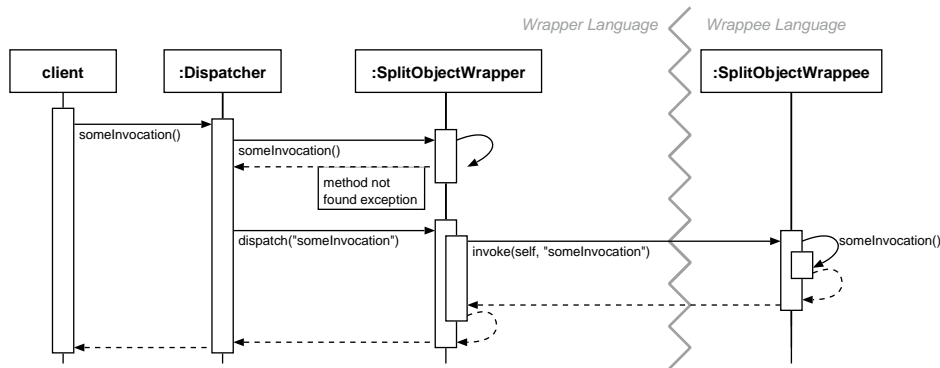 Wrapper Language
Wrappee Language
client
:Dispatcher
:SplitObjectWrapper
:SplitObjectWrappee
someInvocation()
someInvocation()
method not
found exception
dispatch("someInvocation")
invoke(self, "someInvocation")
someInvocation()